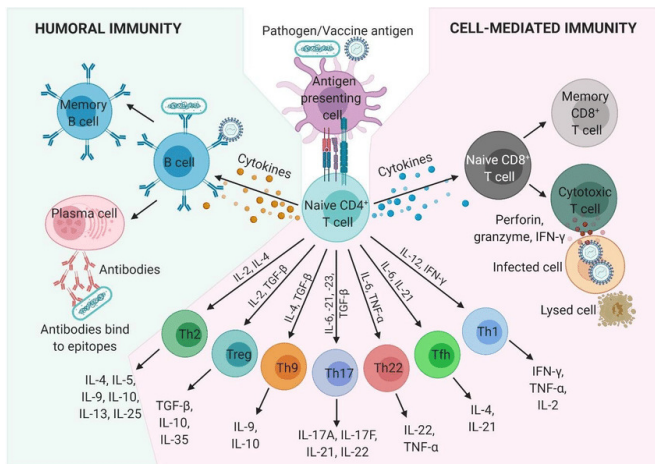 HUMORAL IMMUNITY
Pathogen/Vaccine antigen
CELL-MEDIATED IMMUNITY
Antigen
presenting
cell
Memory
B cell
B cell
Cytokines
Cytokines
Naive CD4⁺
T cell
Naive CD8⁺
T cell
Memory
CD8⁺
T cell
Cytotoxic
T cell
Perforin,
granzyme, IFN-γ
Infected cell
Lysed cell
Plasma cell
Antibodies
Antibodies bind
to epitopes
IL-2, IL-4
IL-2, TGF-β
IL-4, TGF-β
IL-6, -21, -23,
TGF-β
IL-6, TNF-α
IL-6, IL-21
IL-12, IFN-γ
Th2
Treg
Th9
Th17
Th22
Tfh
Th1
IL-4, IL-5,
IL-9, IL-10,
IL-13, IL-25
TGF-β,
IL-10,
IL-35
IL-9,
IL-10
IL-17A, IL-17F,
IL-21, IL-22
IL-22,
TNF-α
IL-4,
IL-21
IFN-γ,
TNF-α,
IL-2